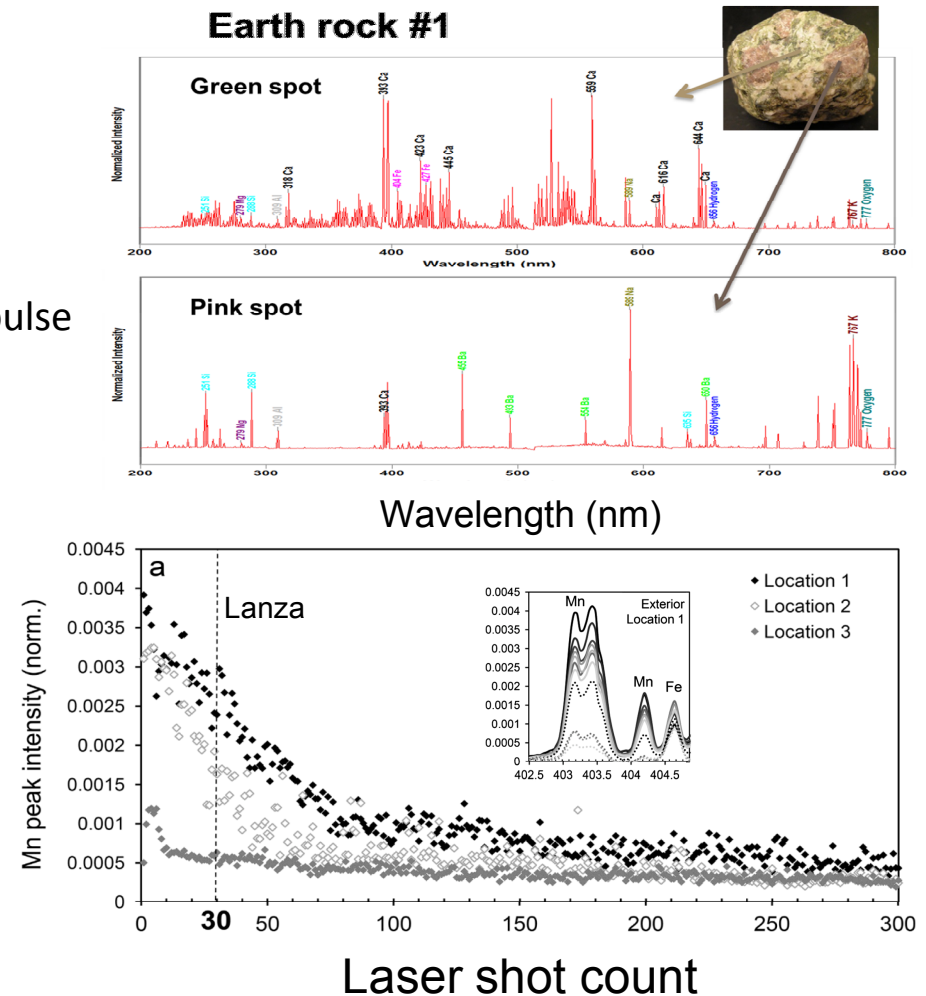 Earth rock #1
Green spot
Normalized Intensity
251 Si
279 Mg
288 Si
309 Al
318 Ca
393 Ca
404 Fe
423 Ca
427 Fe
445 Ca
559 Ca
589 Na
Ca
616 Ca
644 Ca
Ca
656 Hydrogen
767 K
777 Oxygen
200 300 400 500 600 700 800
Wavelength (nm)
pulse
Pink spot
Normalized Intensity
251 Si
279 Mg
288 Si
309 Al
393 Ca
455 Ba
493 Ba
554 Ba
635 Si
650 Ba
656 Hydrogen
767 K
777 Oxygen
200 300 400 500 600 700 800
Wavelength (nm)
a
Lanza
Mn peak intensity (norm.)
0.0045
0.004
0.0035
0.003
0.0025
0.002
0.0015
0.001
0.0005
0
0 30 50 100 150 200 250 300
Location 1
Location 2
Location 3
Exterior
Location 1
Mn
Mn
Fe
0.0045
0.004
0.0035
0.003
0.0025
0.002
0.0015
0.001
0.0005
0
402.5 403 403.5 404 404.5
Laser shot count